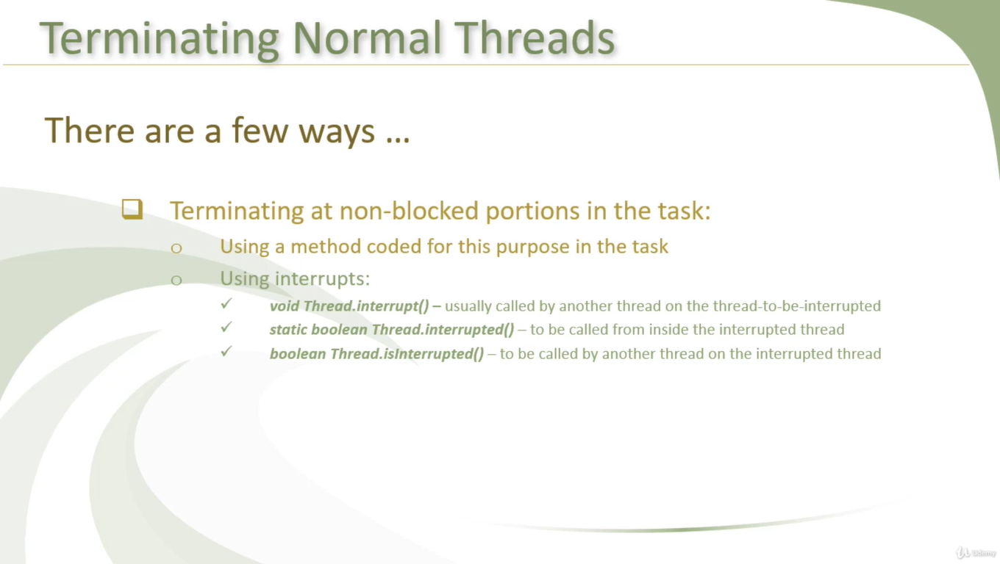 Terminating Normal Threads
There are a few ways ...
❑ Terminating at non-blocked portions in the task:
o Using a method coded for this purpose in the task
o Using interrupts:
✓ void Thread.interrupt() – usually called by another thread on the thread-to-be-interrupted
✓ static boolean Thread.interrupted() – to be called from inside the interrupted thread
✓ boolean Thread.isInterrupted() – to be called by another thread on the interrupted thread
Udemy